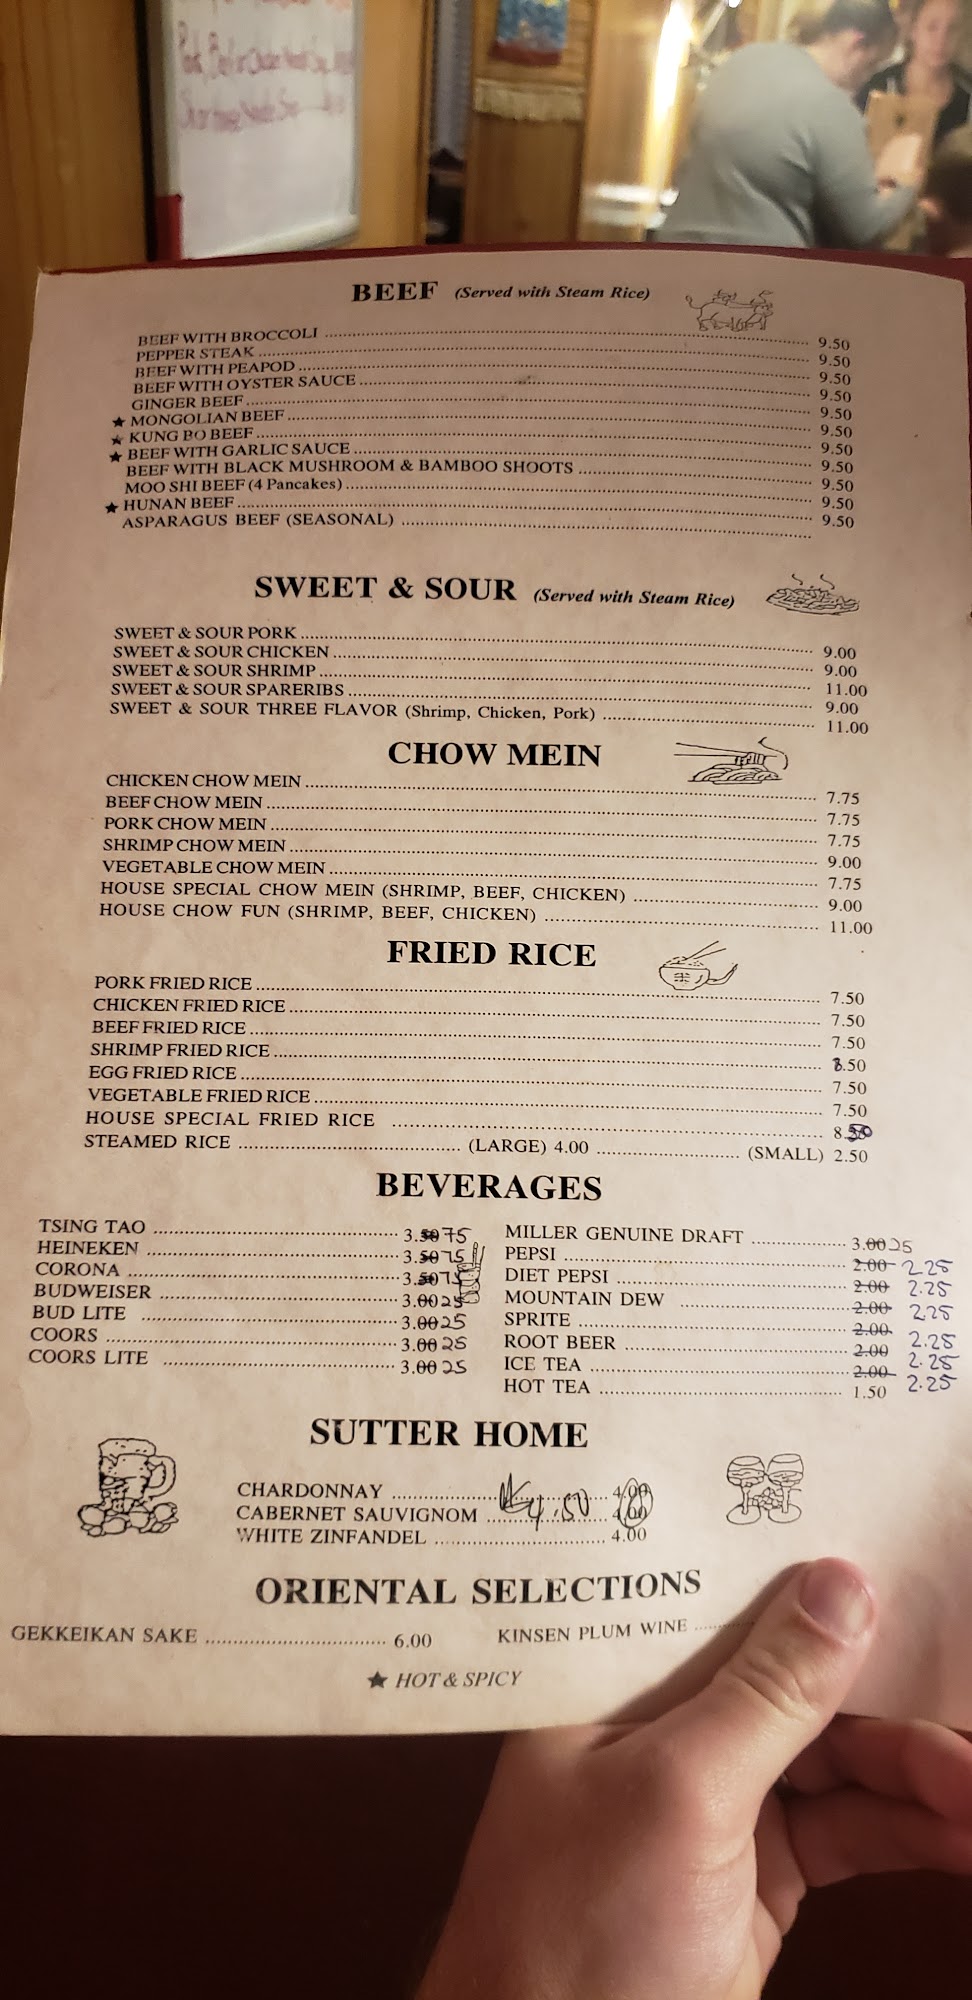 BEEF (Served with Steam Rice)
BEEF WITH BROCCOLI 9.50
PEPPER STEAK 9.50
BEEF WITH PEAPOD 9.50
BEEF WITH OYSTER SAUCE 9.50
GINGER BEEF 9.50
★ MONGOLIAN BEEF 9.50
★ KUNG BO BEEF 9.50
★ BEEF WITH GARLIC SAUCE 9.50
BEEF WITH BLACK MUSHROOM & BAMBOO SHOOTS 9.50
MOO SHI BEEF (4 Pancakes) 9.50
★ HUNAN BEEF 9.50
ASPARAGUS BEEF (SEASONAL)
SWEET & SOUR (Served with Steam Rice)
SWEET & SOUR PORK 9.00
SWEET & SOUR CHICKEN 9.00
SWEET & SOUR SHRIMP 11.00
SWEET & SOUR SPARERIBS 9.00
SWEET & SOUR THREE FLAVOR (Shrimp, Chicken, Pork) 11.00
CHOW MEIN
CHICKEN CHOW MEIN 7.75
BEEF CHOW MEIN 7.75
PORK CHOW MEIN 7.75
SHRIMP CHOW MEIN 9.00
VEGETABLE CHOW MEIN 7.75
HOUSE SPECIAL CHOW MEIN (SHRIMP, BEEF, CHICKEN) 9.00
HOUSE CHOW FUN (SHRIMP, BEEF, CHICKEN) 11.00
FRIED RICE
PORK FRIED RICE 7.50
CHICKEN FRIED RICE 7.50
BEEF FRIED RICE 7.50
SHRIMP FRIED RICE 8.50
EGG FRIED RICE 7.50
VEGETABLE FRIED RICE 7.50
HOUSE SPECIAL FRIED RICE 8.50
STEAMED RICE (LARGE) 4.00 (SMALL) 2.50
BEVERAGES
TSING TAO 3.50 75
HEINEKEN 3.50 75
CORONA 3.50 75
BUDWEISER 3.00 25
BUD LITE 3.00 25
COORS 3.00 25
COORS LITE 3.00 25
MILLER GENUINE DRAFT 3.00 25
PEPSI 2.00 2.25
DIET PEPSI 2.00 2.25
MOUNTAIN DEW 2.00 2.25
SPRITE 2.00 2.25
ROOT BEER 2.00 2.25
ICE TEA 2.00 2.25
HOT TEA 1.50
SUTTER HOME
CHARDONNAY 4.00
CABERNET SAUVIGNOM 4.50 4.00
WHITE ZINFANDEL 4.00
ORIENTAL SELECTIONS
GEKKEIKAN SAKE 6.00
KINSEN PLUM WINE
★ HOT & SPICY